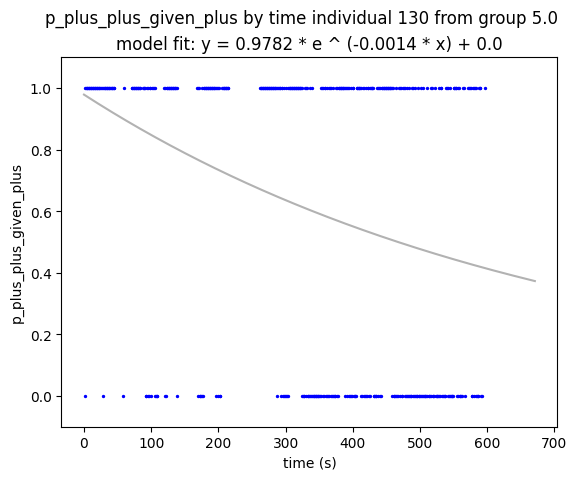 p_plus_plus_given_plus by time individual 130 from group 5.0
model fit: y = 0.9782 * e ^ (-0.0014 * x) + 0.0
1.0
0.8
0.6
0.4
0.2
0.0
p_plus_plus_given_plus
0 100 200 300 400 500 600 700
time (s)